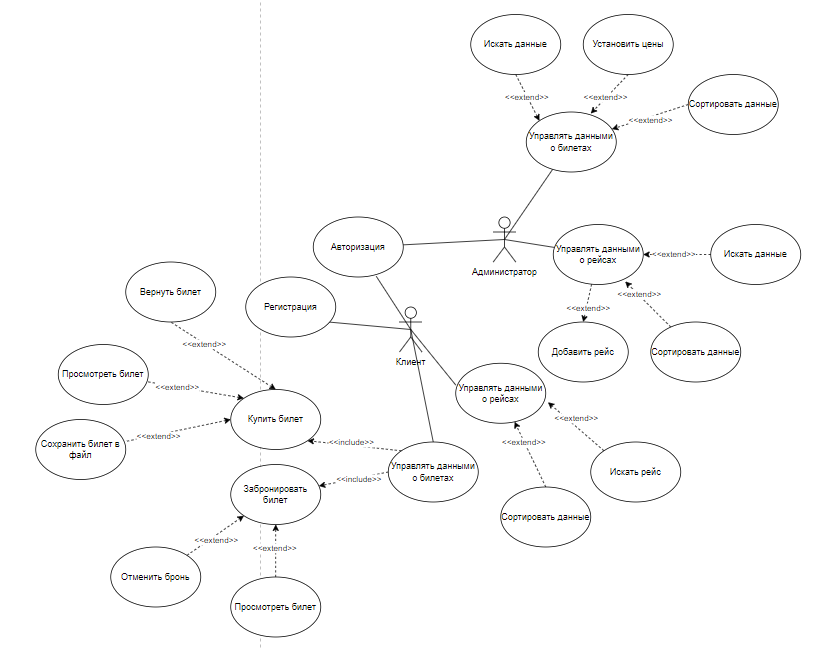 Искать данные
Установить цены
<<extend>>
<<extend>>
Сортировать данные
<<extend>>
Управлять данными
о билетах
Авторизация
Администратор
Управлять данными
о рейсах
<<extend>>
Искать данные
<<extend>>
<<extend>>
Вернуть билет
Регистрация
<<extend>>
Клиент
Добавить рейс
Сортировать данные
Просмотреть билет
<<extend>>
Управлять данными
о рейсах
Купить билет
<<extend>>
Сохранить билет в
файл
<<extend>>
<<include>>
<<extend>>
Управлять данными
о билетах
<<include>>
Искать рейс
Забронировать
билет
Сортировать данные
<<extend>>
<<extend>>
Отменить бронь
Просмотреть билет